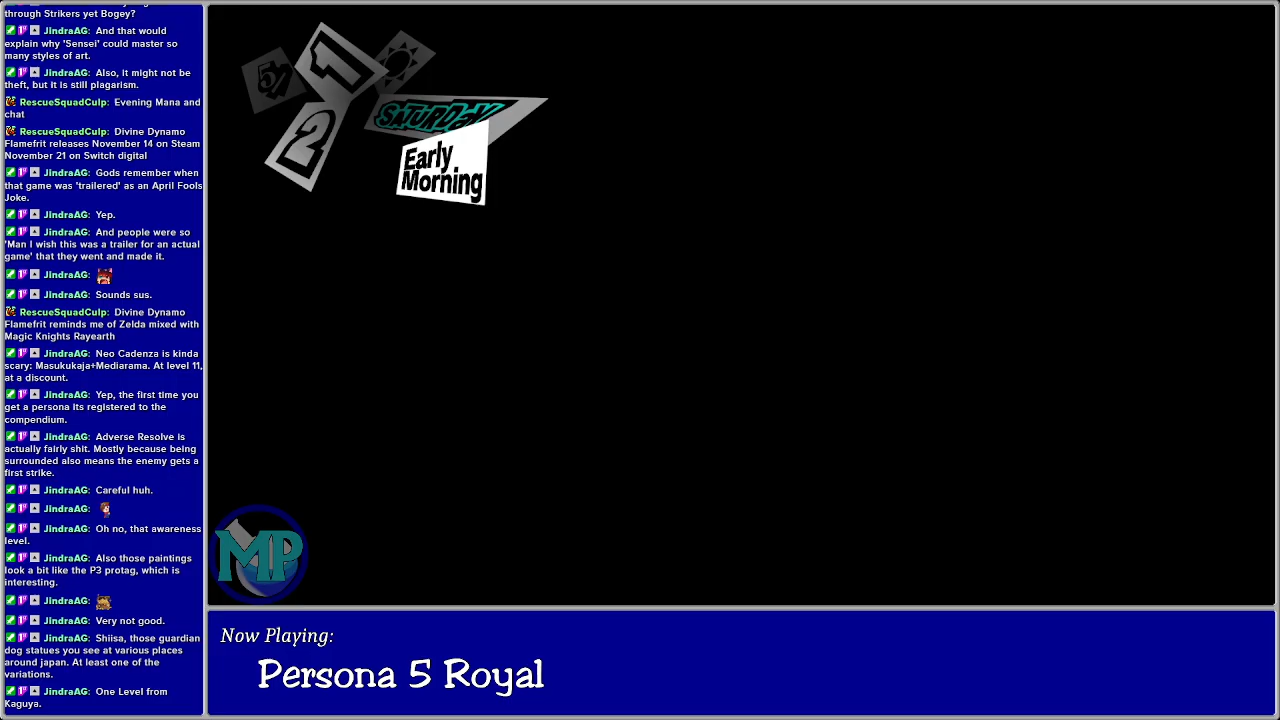 through Strikers yet Bogey?
JindraAG: And that would
explain why 'Sensei' could master so
many styles of art.
JindraAG: Also, it might not be
theft, but it is still plagarism.
RescueSquadCulp: Evening Mana and
chat
RescueSquadCulp: Divine Dynamo
Flamefrit releases November 14 on Steam
November 21 on Switch digital
JindraAG: Gods remember when
that game was 'trailered' as an April Fools
Joke.
JindraAG: Yep.
JindraAG: And people were so
'Man I wish this was a trailer for an actual
game' that they went and made it.
JindraAG:
JindraAG: Sounds sus.
RescueSquadCulp: Divine Dynamo
Flamefrit reminds me of Zelda mixed with
Magic Knights Rayearth
JindraAG: Neo Cadenza is kinda
scary: Masukukaja+Mediarama. At level 11,
at a discount.
JindraAG: Yep, the first time you
get a persona its registered to the
compendium.
JindraAG: Adverse Resolve is
actually fairly shit. Mostly because being
surrounded also means the enemy gets a
first strike.
JindraAG: Careful huh.
JindraAG:
JindraAG: Oh no, that awareness
level.
JindraAG: Also those paintings
look a bit like the P3 protag, which is
interesting.
JindraAG:
JindraAG: Very not good.
JindraAG: Shiisa, those guardian
dog statues you see at various places
around japan. At least one of the
variations.
JindraAG: One Level from
Kaguya.
5/
1
2
SATURDAY
Early
Morning
MP
Now Playing:
Persona 5 Royal